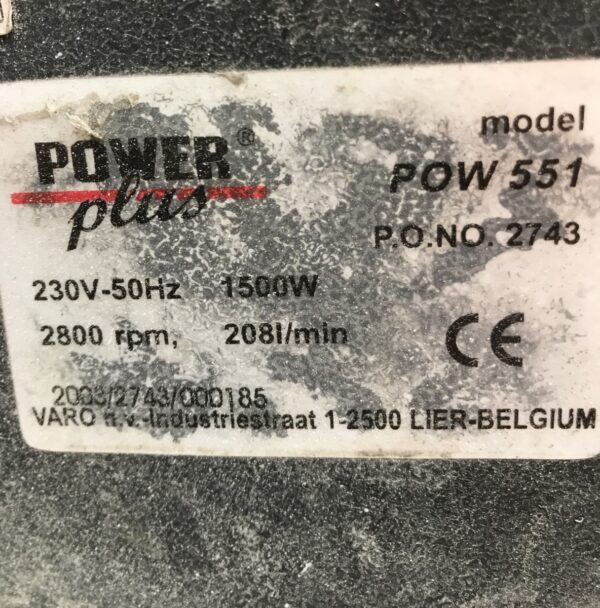 POWER®
plus
model
POW 551
P.O.NO. 2743
230V-50Hz 1500W
2800 rpm, 208l/min
CE
2003/2743/000185
VARO n.v.-Industriestraat 1-2500 LIER-BELGIUM